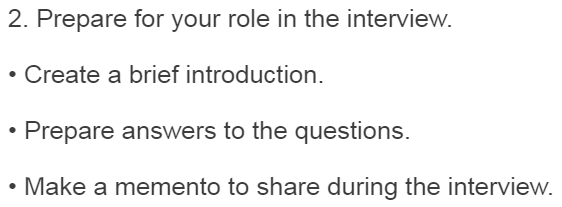 2. Prepare for your role in the interview.
• Create a brief introduction.
• Prepare answers to the questions.
• Make a memento to share during the interview.